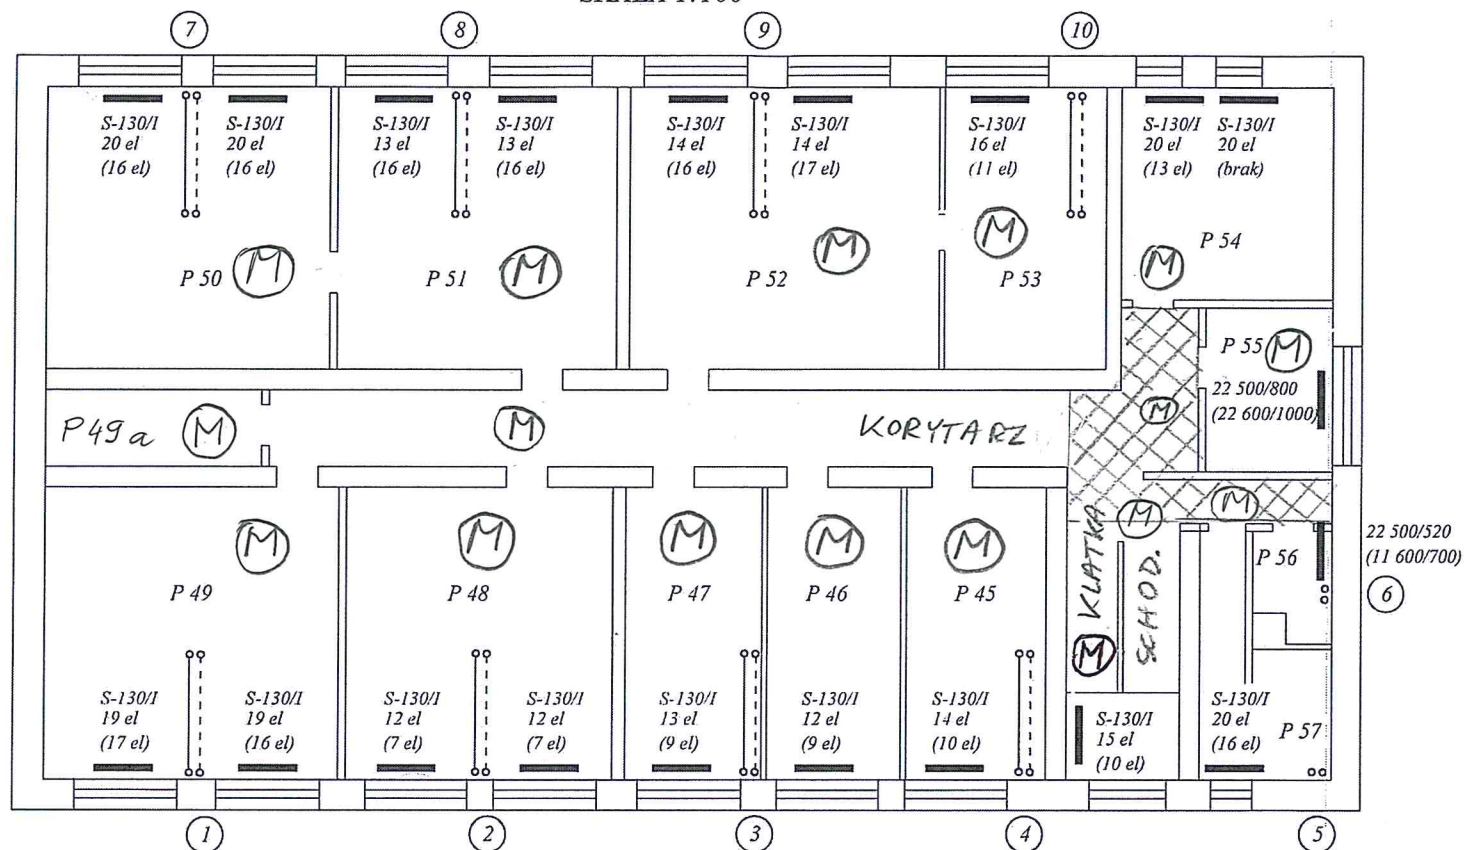 7 8 9 10
S-130/I S-130/I S-130/I S-130/I S-130/I S-130/I S-130/I S-130/I S-130/I
20 el 20 el 13 el 13 el 14 el 14 el 16 el 20 el 20 el
(16 el) (16 el) (16 el) (16 el) (16 el) (17 el) (11 el) (13 el) (brak)
P 50 M P 51 M P 52 M M P 53 M P 54
P 55 M
22 500/800
(22 600/1000)
P49a M M KORYTARZ M
M M
22 500/520
(11 600/700)
6
M M M M M KLATKA SCHOD. P 56
P 49 P 48 P 47 P 46 P 45
M
S-130/I S-130/I S-130/I S-130/I S-130/I S-130/I S-130/I S-130/I S-130/I
19 el 19 el 12 el 12 el 13 el 12 el 14 el 15 el 20 el
(17 el) (16 el) (7 el) (7 el) (9 el) (9 el) (10 el) (10 el) (16 el)
P 57
1 2 3 4 5